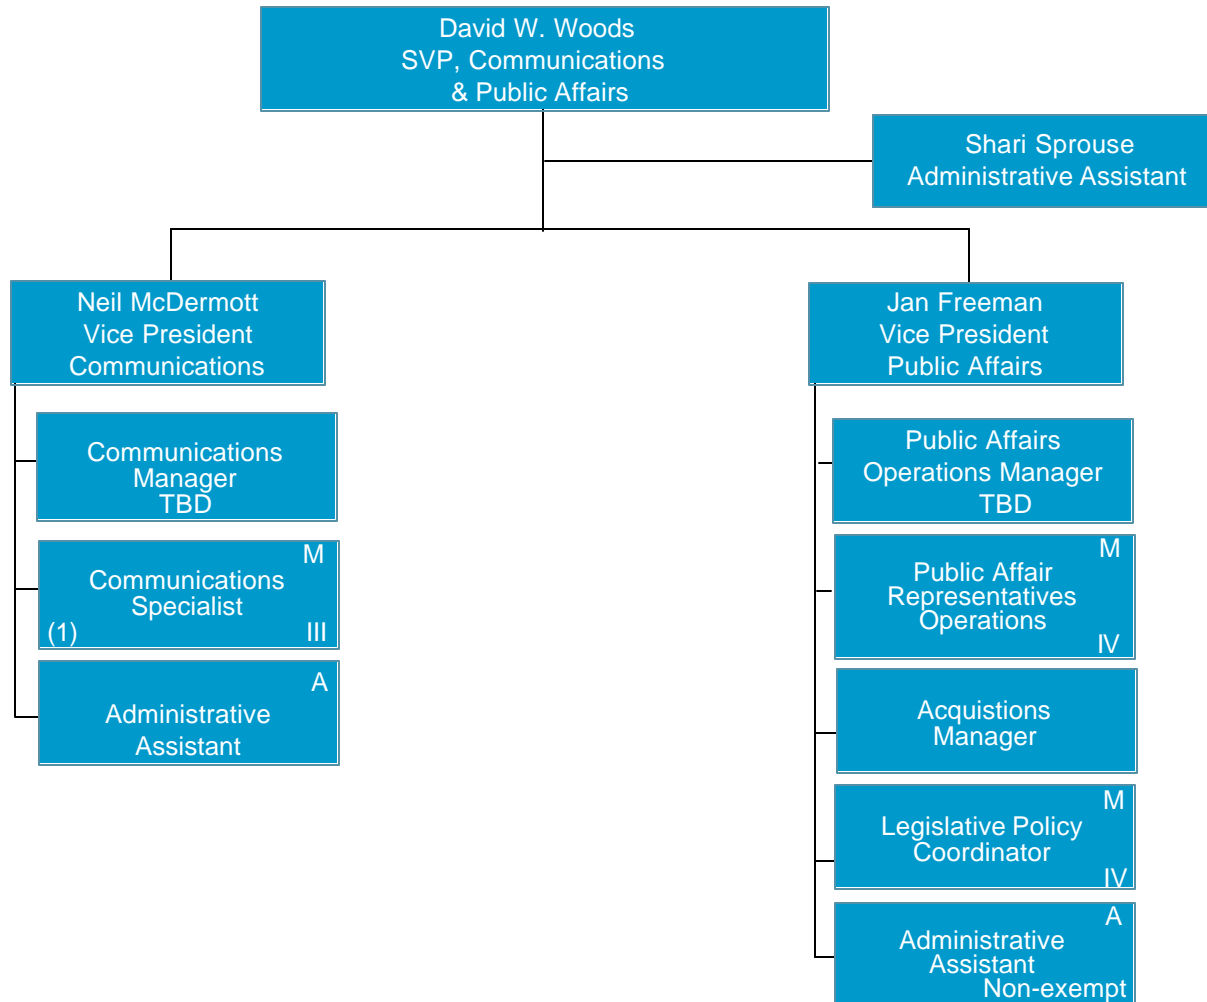 David W. Woods
SVP, Communications
& Public Affairs
Shari Sprouse
Administrative Assistant
Neil McDermott
Vice President
Communications
Communications
Manager
TBD
M
Communications
Specialist
(1) III
A
Administrative
Assistant
Jan Freeman
Vice President
Public Affairs
Public Affairs
Operations Manager
TBD
M
Public Affair
Representatives
Operations
IV
Acquistions
Manager
M
Legislative Policy
Coordinator
IV
A
Administrative
Assistant
Non-exempt